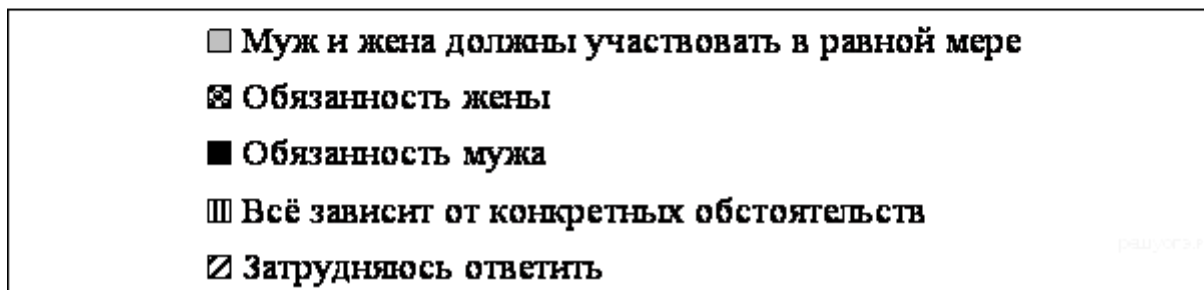 Муж и жена должны участвовать в равной мере
Обязанность жены
Обязанность мужа
Всё зависит от конкретных обстоятельств
Затрудняюсь ответить